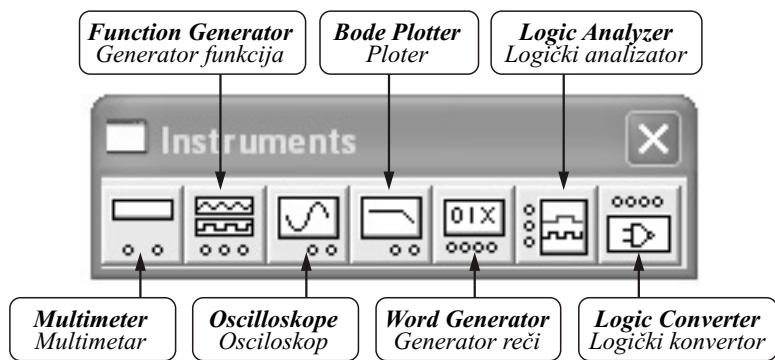 Function Generator
Generator funkcija
Bode Plotter
Ploter
Logic Analyzer
Logički analizator
Instruments
01X
Multimeter
Multimetar
Oscilloskope
Osciloskop
Word Generator
Generator reči
Logic Converter
Logički konvertor